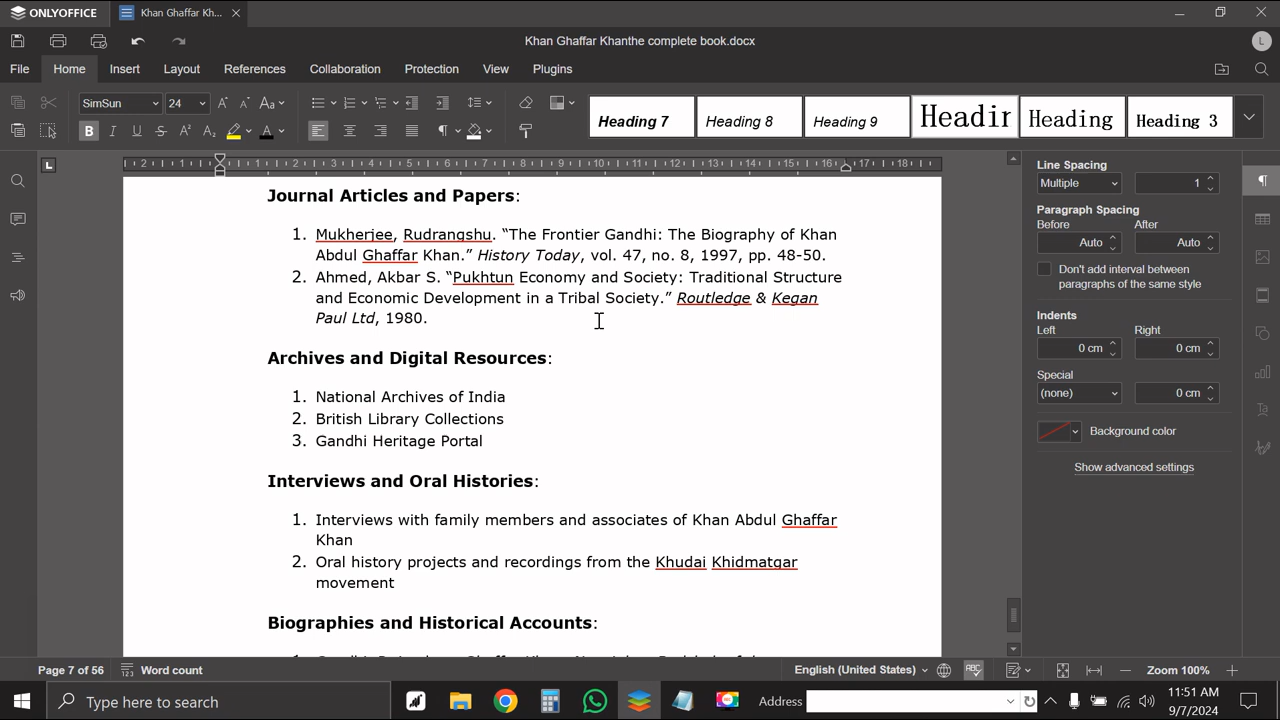 ONLYOFFICE
Khan Ghaffar Kh...
Khan Ghaffar Khanthe complete book.docx
L
File Home Insert Layout References Collaboration Protection View Plugins
SimSun 24
Heading 7 Heading 8 Heading 9 Headir Heading Heading 3
Journal Articles and Papers:
1. Mukherjee, Rudrangshu. “The Frontier Gandhi: The Biography of Khan
Abdul Ghaffar Khan.” History Today, vol. 47, no. 8, 1997, pp. 48-50.
2. Ahmed, Akbar S. “Pukhtun Economy and Society: Traditional Structure
and Economic Development in a Tribal Society.” Routledge & Kegan
Paul Ltd, 1980.
Archives and Digital Resources:
1. National Archives of India
2. British Library Collections
3. Gandhi Heritage Portal
Interviews and Oral Histories:
1. Interviews with family members and associates of Khan Abdul Ghaffar
Khan
2. Oral history projects and recordings from the Khudai Khidmatgar
movement
Biographies and Historical Accounts:
Line Spacing
Multiple 1
Paragraph Spacing
Before After
Auto Auto
Don't add interval between
paragraphs of the same style
Indents
Left Right
0 cm 0 cm
Special
(none) 0 cm
Background color
Show advanced settings
Page 7 of 56 Word count English (United States) Zoom 100%
Type here to search Address 11:51 AM
9/7/2024